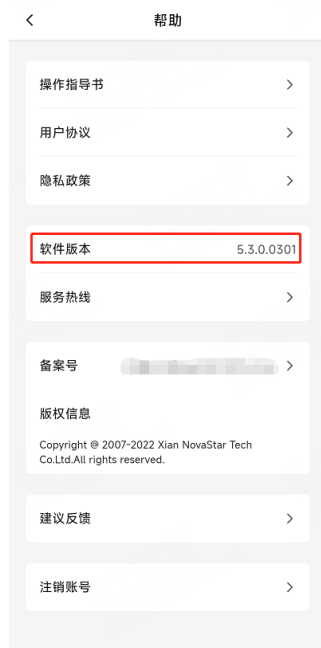 帮助
操作指导书
用户协议
隐私政策
软件版本 5.3.0.0301
服务热线
备案号
版权信息
Copyright @ 2007-2022 Xian NovaStar Tech
Co.Ltd.All rights reserved.
建议反馈
注销账号